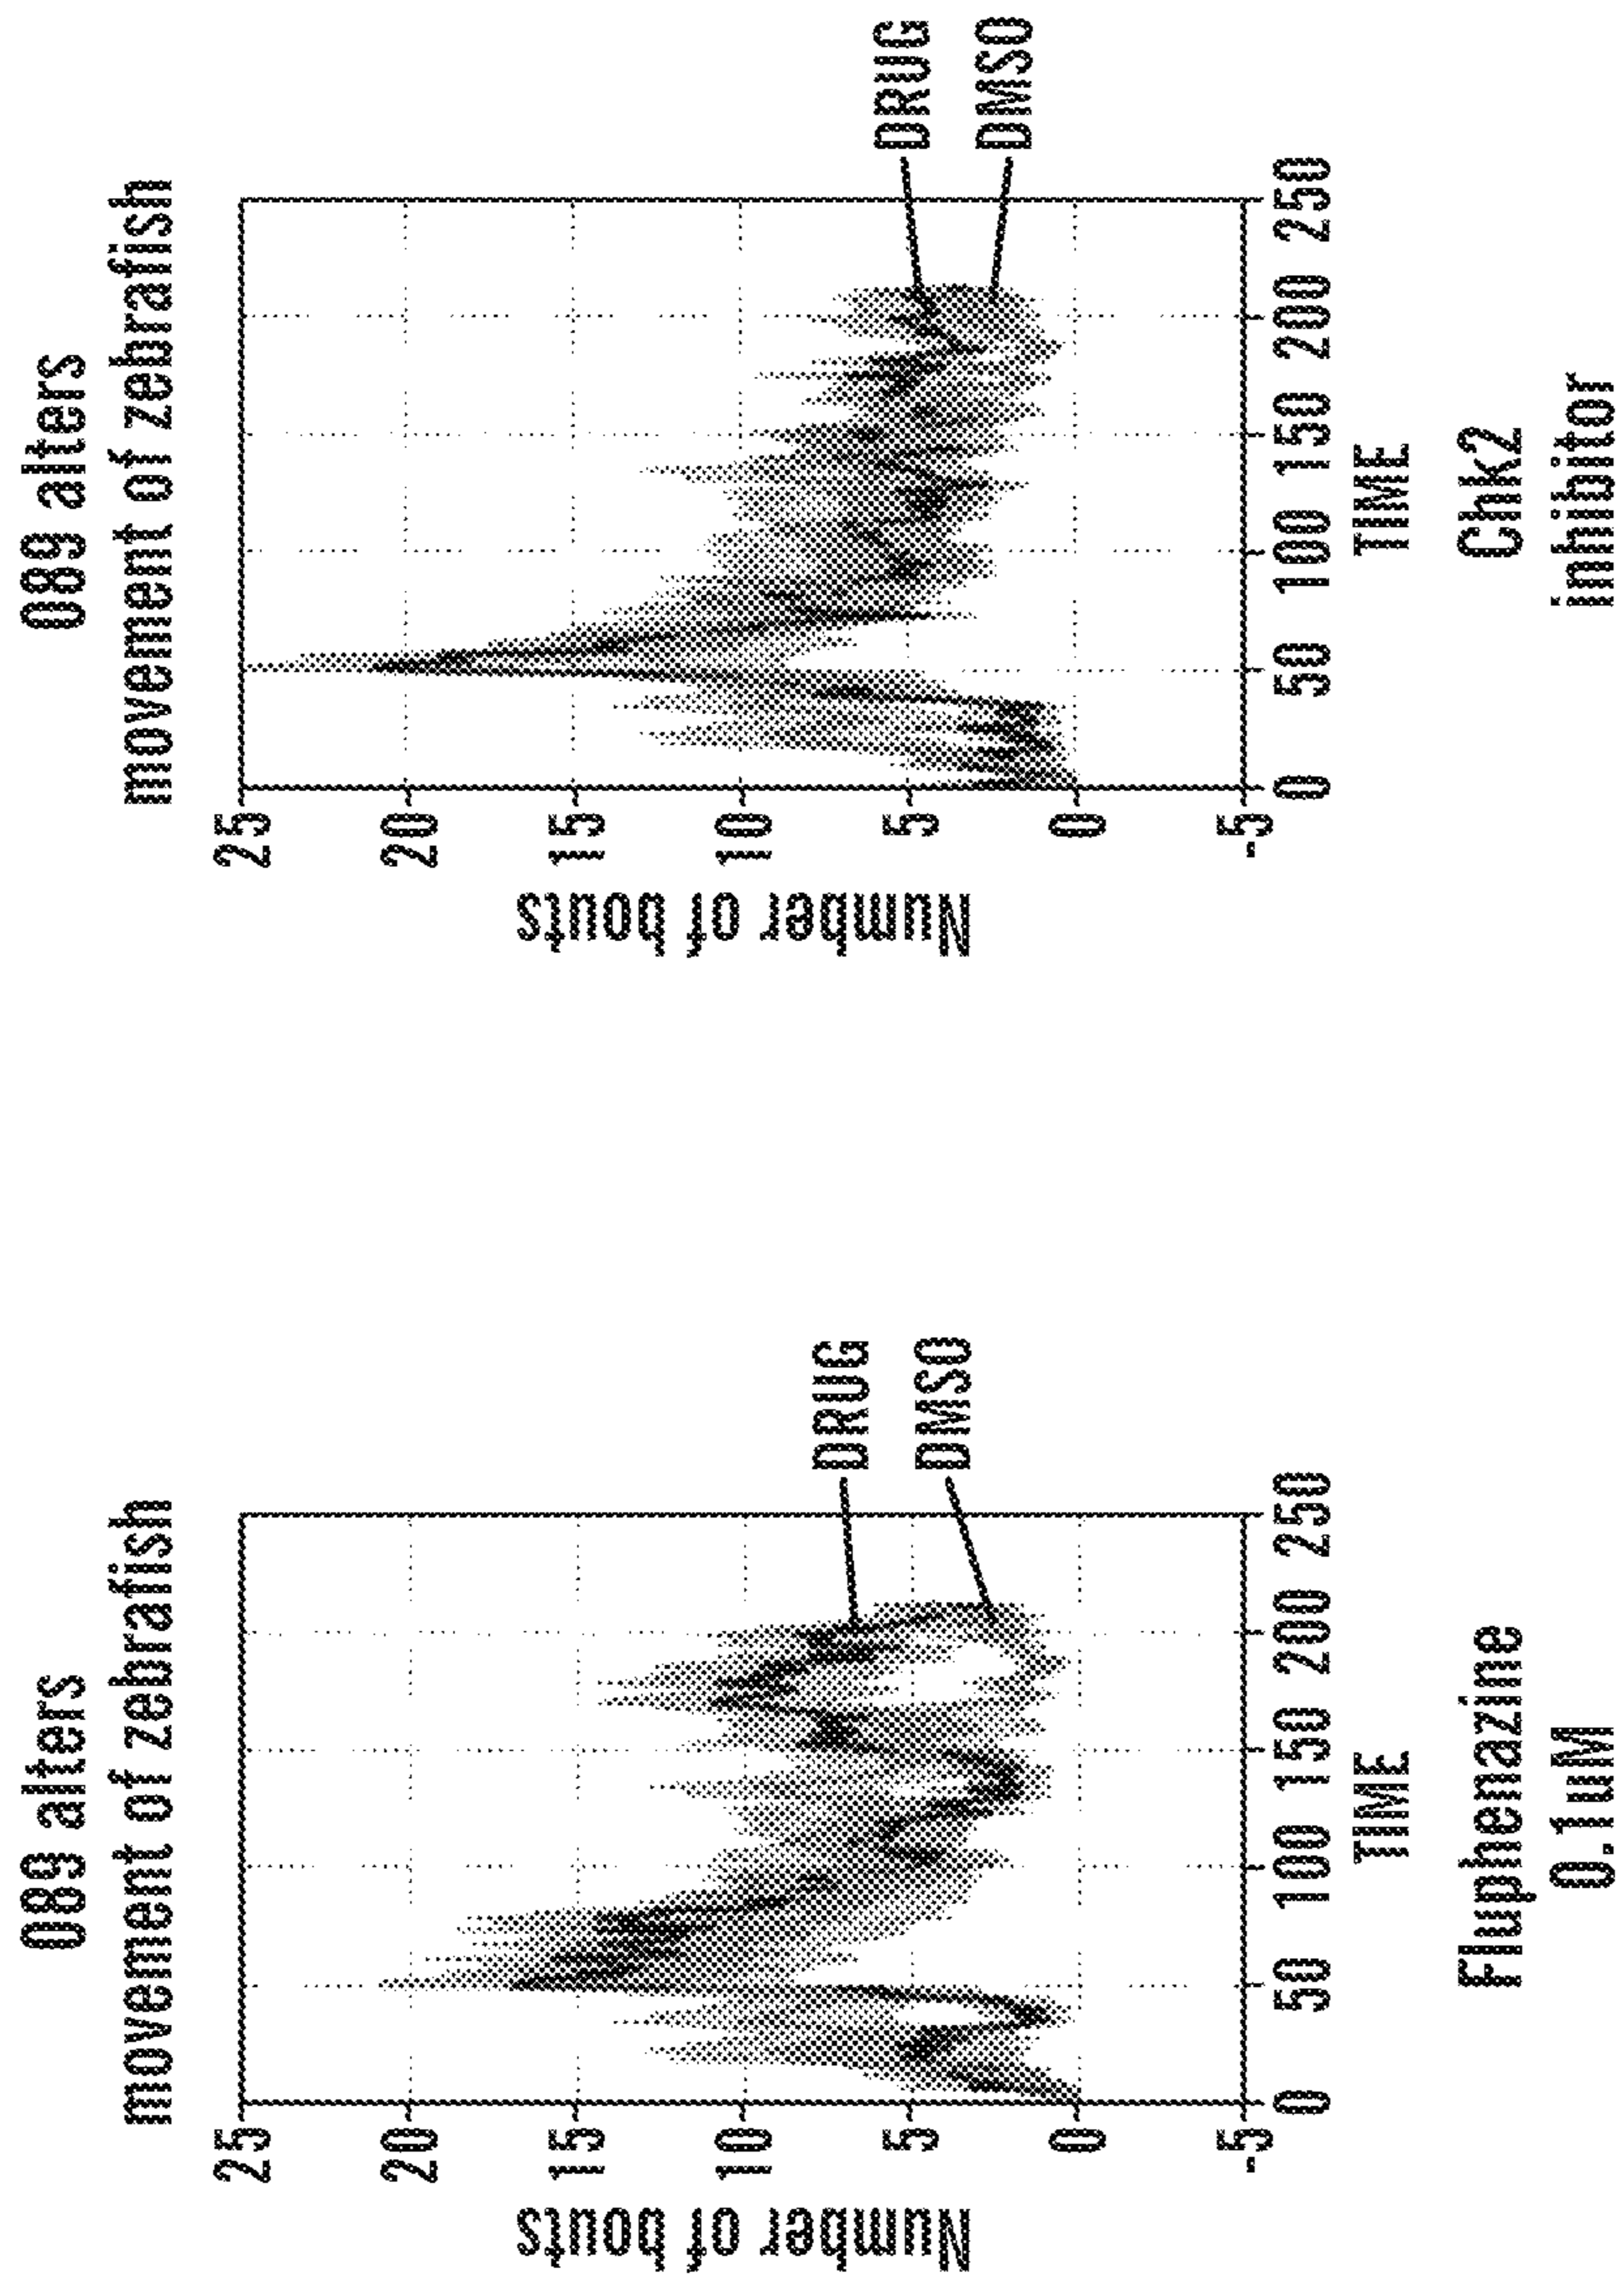 089 alters
movement of zebrafish
Number of bouts
25
20
15
10
5
0
-5
0 50 100 150 200 250
TIME
DRUG
DMSO
Fluphenazine
0.1uM
089 alters
movement of zebrafish
Number of bouts
25
20
15
10
5
0
-5
0 50 100 150 200 250
TIME
DRUG
DMSO
Chk2
inhibitor